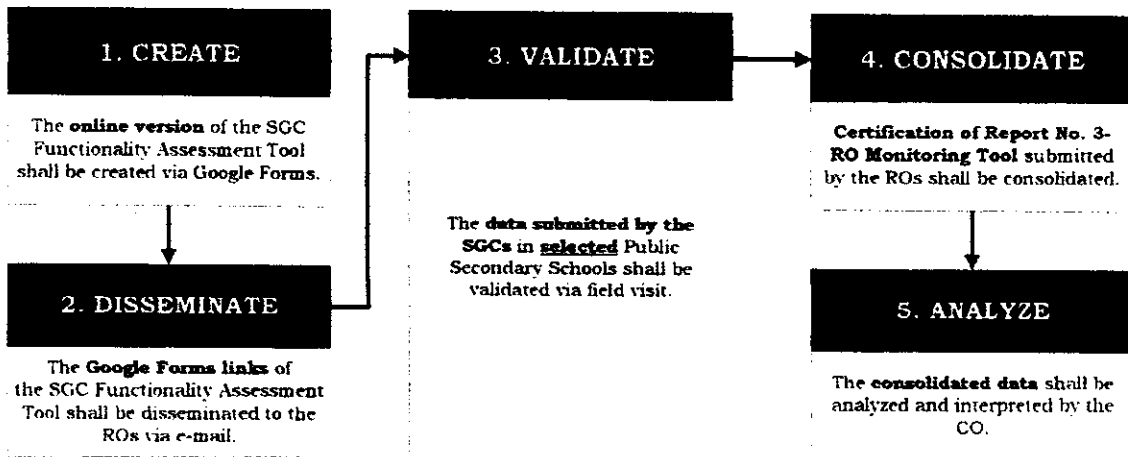 1. CREATE
The online version of the SGC
Functionality Assessment Tool
shall be created via Google Forms.
2. DISSEMINATE
The Google Forms links of
the SGC Functionality Assessment
Tool shall be disseminated to the
ROs via e-mail.
3. VALIDATE
The data submitted by the
SGCs in selected Public
Secondary Schools shall be
validated via field visit.
4. CONSOLIDATE
Certification of Report No. 3-
RO Monitoring Tool submitted
by the ROs shall be consolidated.
5. ANALYZE
The consolidated data shall be
analyzed and interpreted by the
CO.